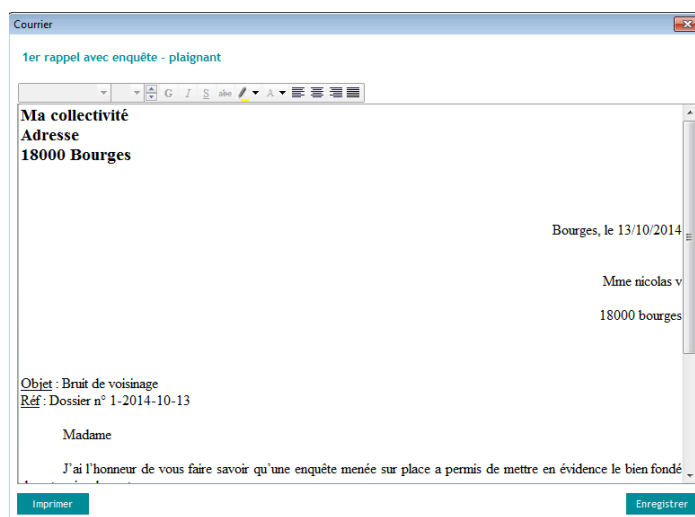 Courrier
1er rappel avec enquête - plaignant
G I S abc A
Ma collectivité
Adresse
18000 Bourges
Bourges, le 13/10/2014
Mme nicolas v
18000 bourges
Objet : Bruit de voisinage
Réf : Dossier n° 1-2014-10-13
Madame
J'ai l'honneur de vous faire savoir qu'une enquête menée sur place a permis de mettre en évidence le bien fondé
Imprimer
Enregistrer